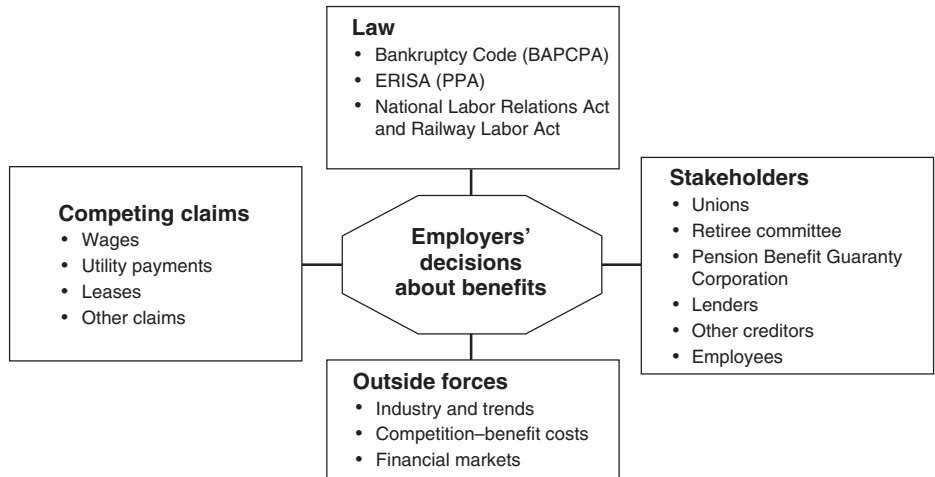 Law
• Bankruptcy Code (BAPCPA)
• ERISA (PPA)
• National Labor Relations Act
and Railway Labor Act
Competing claims
• Wages
• Utility payments
• Leases
• Other claims
Employers'
decisions
about benefits
Stakeholders
• Unions
• Retiree committee
• Pension Benefit Guaranty
Corporation
• Lenders
• Other creditors
• Employees
Outside forces
• Industry and trends
• Competition–benefit costs
• Financial markets